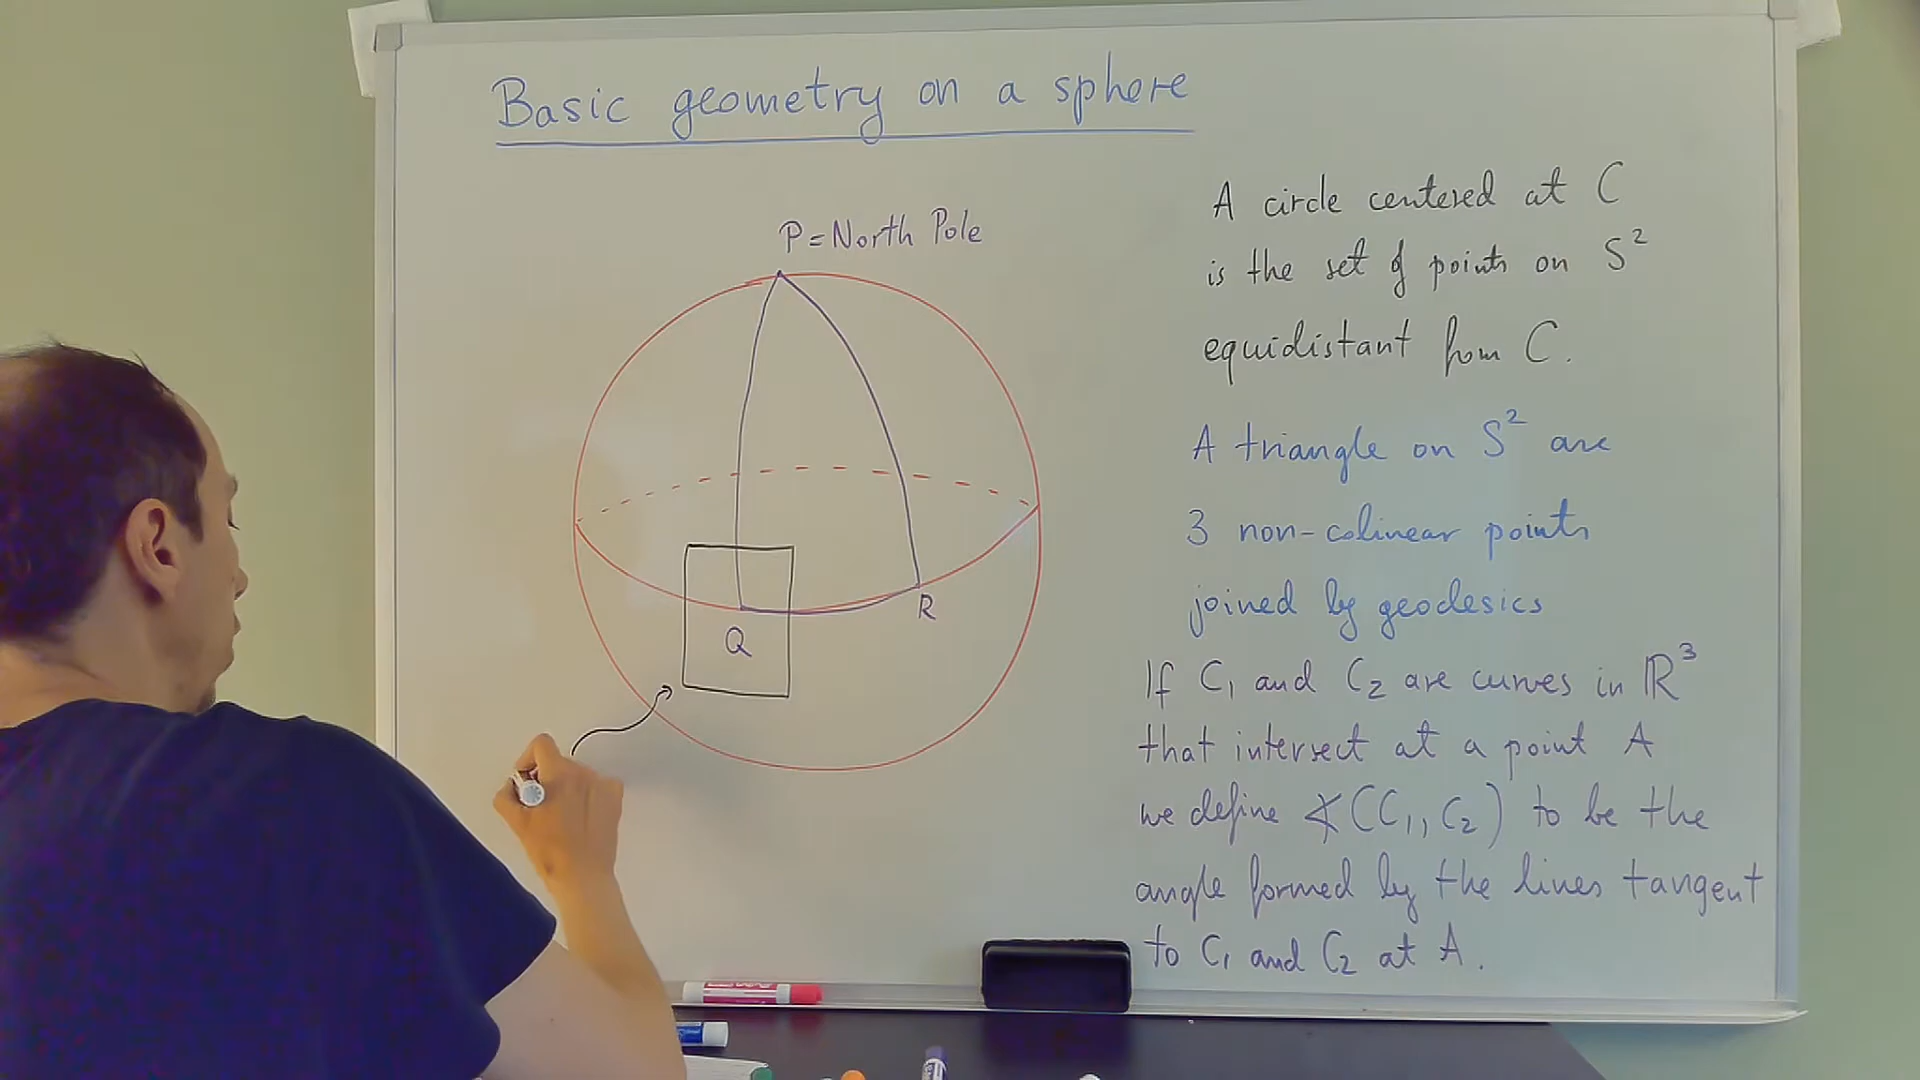 Basic geometry on a sphere
P=North Pole
Q
R
A circle centered at C
is the set of points on S²
equidistant from C.
A triangle on S² are
3 non-colinear points
joined by geodesics
If C₁ and C₂ are curves in ℝ³
that intersect at a point A
we define ∢(C₁, C₂) to be the
angle formed by the lines tangent
to C₁ and C₂ at A.